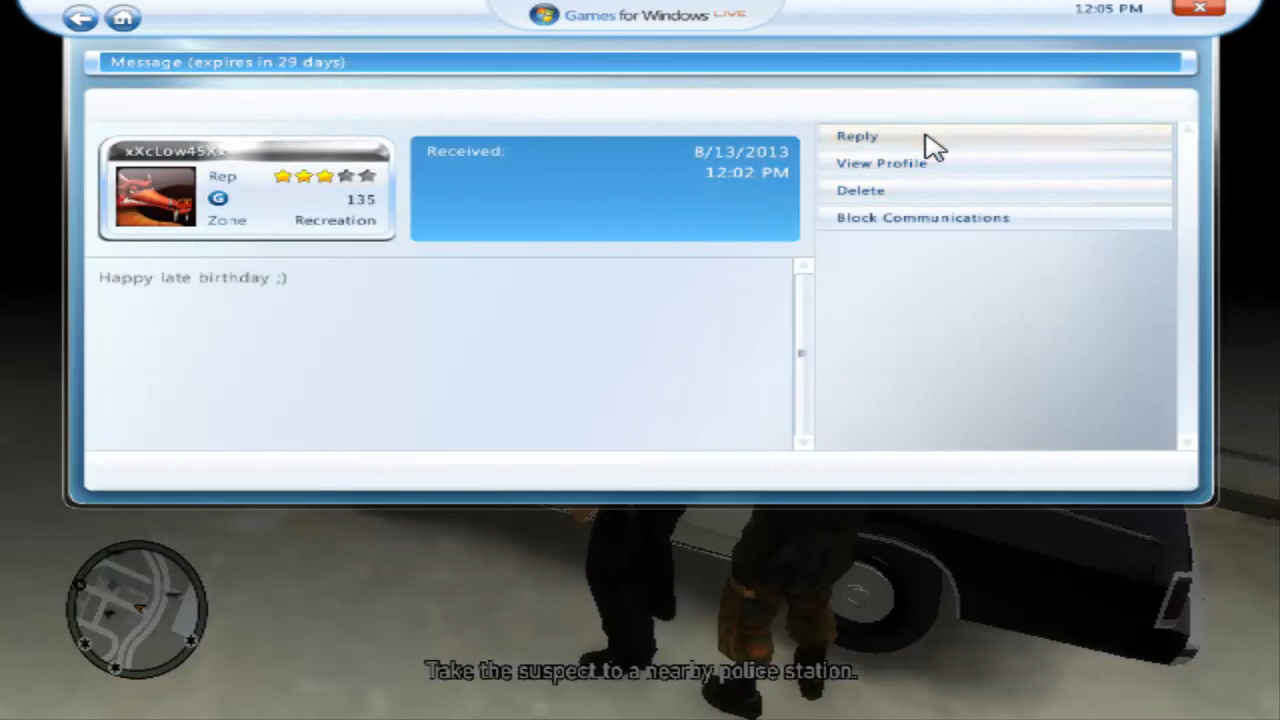 Games for Windows LIVE
12:05 PM
Message (expires in 29 days)
xXcLow45Xx
Rep
G 135
Zone Recreation
Received: 8/13/2013
12:02 PM
Reply
View Profile
Delete
Block Communications
Happy late birthday ;)
Take the suspect to a nearby police station.